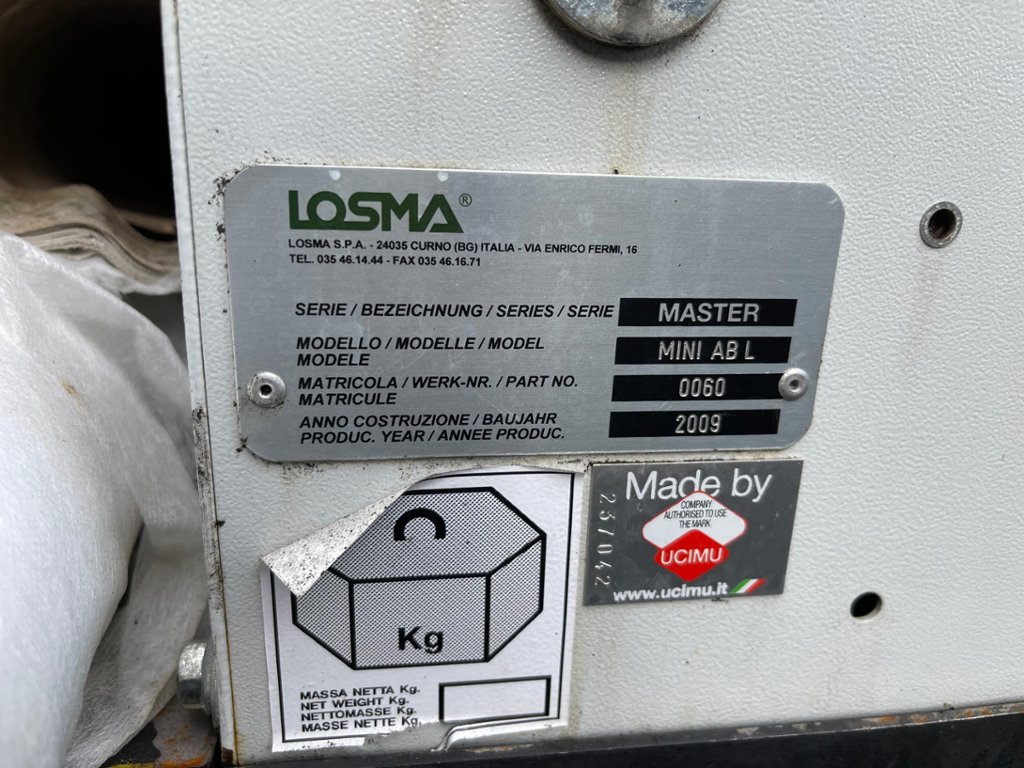 LOSMA®
LOSMA S.P.A. - 24035 CURNO (BG) ITALIA - VIA ENRICO FERMI, 16
TEL. 035 46.14.44 - FAX 035 46.16.71
SERIE / BEZEICHNUNG / SERIES / SERIE MASTER
MODELLO / MODELLE / MODEL
MODELE MINI AB L
MATRICOLA / WERK-NR. / PART NO.
MATRICULE 0060
ANNO COSTRUZIONE / BAUJAHR
PRODUC. YEAR / ANNEE PRODUC. 2009
Made by
COMPANY
AUTHORISED TO USE
THE MARK
UCIMU
www.ucimu.it
237042
Kg
MASSA NETTA Kg.
NET WEIGHT Kg.
NETTOMASSE Kg.
MASSE NETTE Kg.